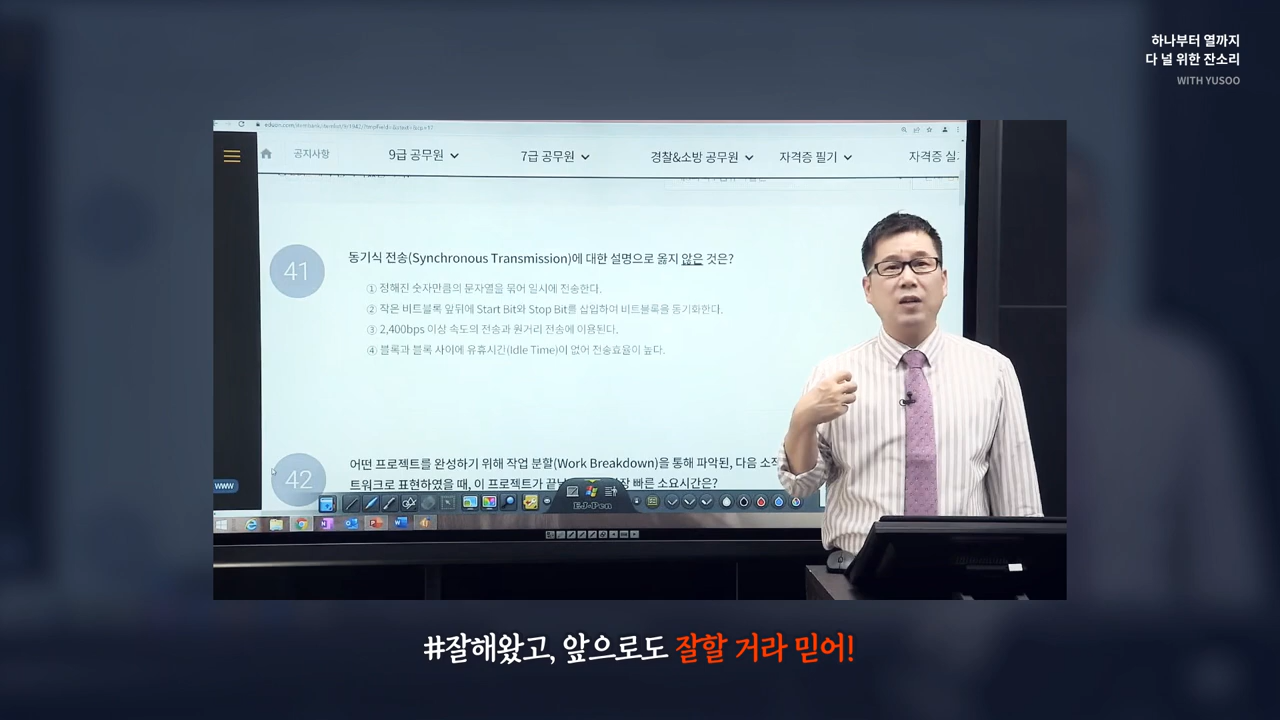 하나부터 열까지
다 널 위한 잔소리
WITH YUSOO
공지사항
9급 공무원
7급 공무원
경찰&소방 공무원
자격증 필기
자격증 실
41
동기식 전송(Synchronous Transmission)에 대한 설명으로 옳지 않은 것은?
① 정해진 숫자만큼의 문자열을 묶어 일시에 전송한다.
② 작은 비트블록 앞뒤에 Start Bit와 Stop Bit를 삽입하여 비트블록을 동기화한다.
③ 2,400bps 이상 속도의 전송과 원거리 전송에 이용된다.
④ 블록과 블록 사이에 유휴시간(Idle Time)이 없어 전송효율이 높다.
42
어떤 프로젝트를 완성하기 위해 작업 분할(Work Breakdown)을 통해 파악된, 다음 소작
트워크로 표현하였을 때, 이 프로젝트가 끝 장 빠른 소요시간은?
www
EJ-Pen
#잘해왔고, 앞으로도 잘할 거라 믿어!